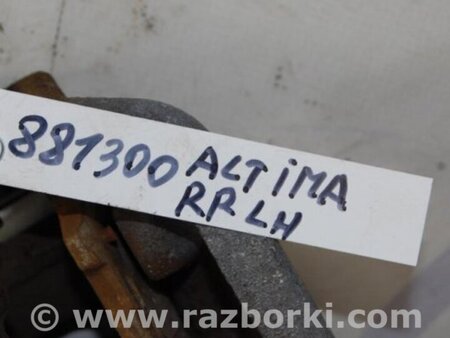 881300 ALTIMA
RR LH
© www.razborki.com